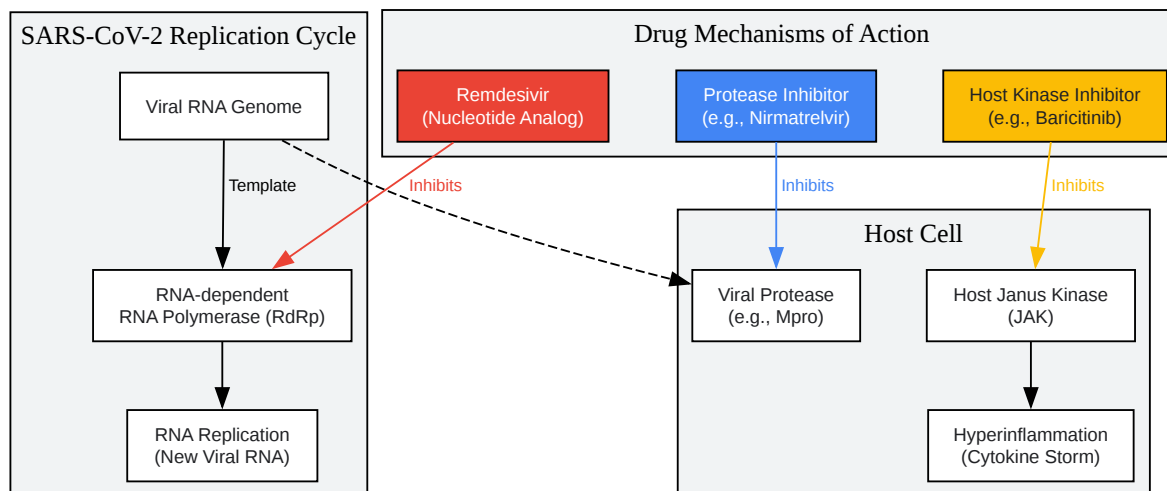 SARS-CoV-2 Replication Cycle
Viral RNA Genome
Template
RNA-dependent
RNA Polymerase (RdRp)
RNA Replication
(New Viral RNA)
Drug Mechanisms of Action
Remdesivir
(Nucleotide Analog)
Protease Inhibitor
(e.g., Nirmatrelvir)
Host Kinase Inhibitor
(e.g., Baricitinib)
Inhibits
Inhibits
Inhibits
Host Cell
Viral Protease
(e.g., Mpro)
Host Janus Kinase
(JAK)
Hyperinflammation
(Cytokine Storm)